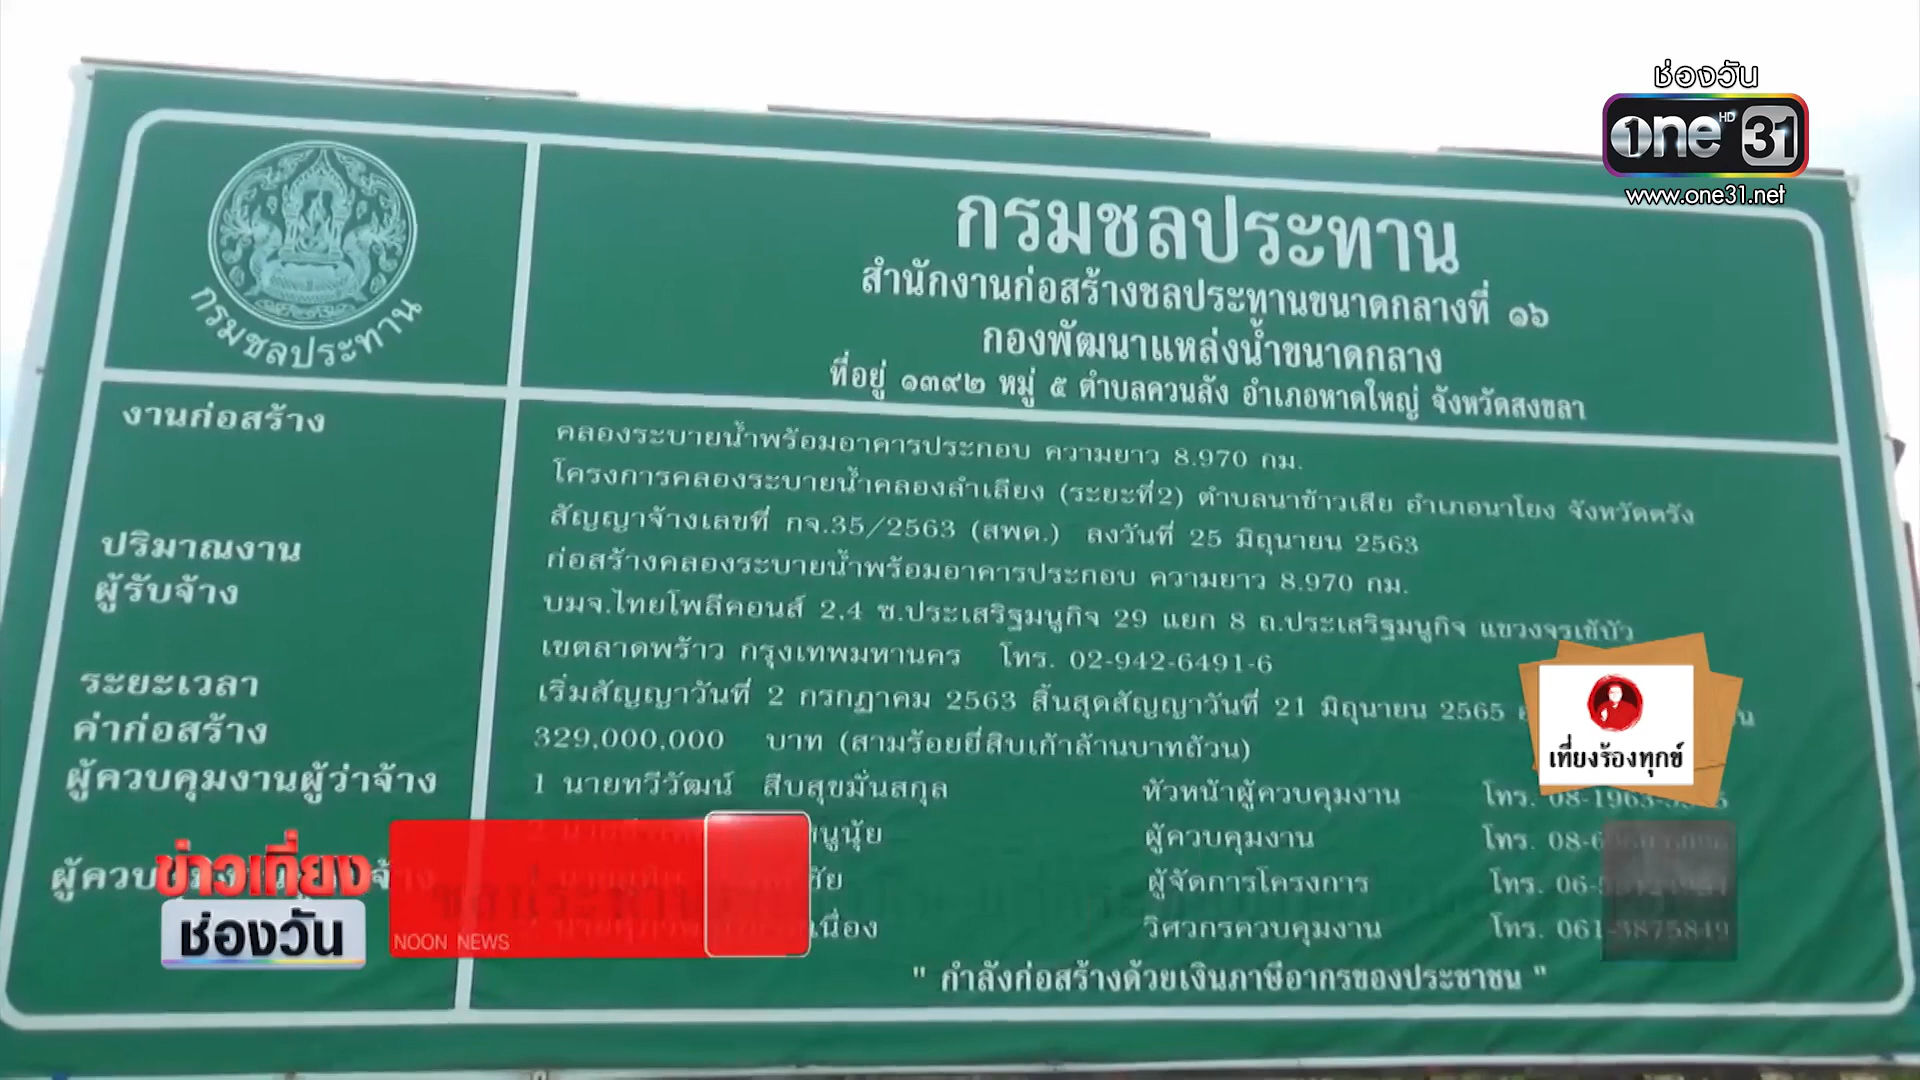 ช่องวัน
one HD 31
www.one31.net
กรมชลประทาน
กรมชลประทาน
สำนักงานก่อสร้างชลประทานขนาดกลางที่ ๑๖
กองพัฒนาแหล่งน้ำขนาดกลาง
ที่อยู่ ๑๓๙๒ หมู่ ๕ ตำบลควนลัง อำเภอหาดใหญ่ จังหวัดสงขลา
งานก่อสร้าง คลองระบายน้ำพร้อมอาคารประกอบ ความยาว 8.970 กม.
โครงการคลองระบายน้ำคลองลำเลียง (ระยะที่2) ตำบลนาข้าวเสีย อำเภอนาโยง จังหวัดตรัง
สัญญาจ้างเลขที่ กจ.35/2563 (สพด.) ลงวันที่ 25 มิถุนายน 2563
ปริมาณงาน ก่อสร้างคลองระบายน้ำพร้อมอาคารประกอบ ความยาว 8.970 กม.
ผู้รับจ้าง บมจ.ไทยโพลีคอนส์ 2,4 ซ.ประเสริฐมนูกิจ 29 แยก 8 ถ.ประเสริฐมนูกิจ แขวงจรเข้บัว
เขตลาดพร้าว กรุงเทพมหานคร โทร. 02-942-6491-6
ระยะเวลา เริ่มสัญญาวันที่ 2 กรกฎาคม 2563 สิ้นสุดสัญญาวันที่ 21 มิถุนายน 2565
ค่าก่อสร้าง 329,000,000 บาท (สามร้อยยี่สิบเก้าล้านบาทถ้วน)
ผู้ควบคุมงานผู้ว่าจ้าง 1 นายทวีวัฒน์ สืบสุขมั่นสกุล หัวหน้าผู้ควบคุมงาน โทร.
ผู้ควบคุมงาน โทร.
ผู้จัดการโครงการ โทร.
วิศวกรควบคุมงาน โทร. 061-3875849
" กำลังก่อสร้างด้วยเงินภาษีอากรของประชาชน "
เที่ยงร้องทุกข์
ข่าวเที่ยง
ช่องวัน
NOON NEWS